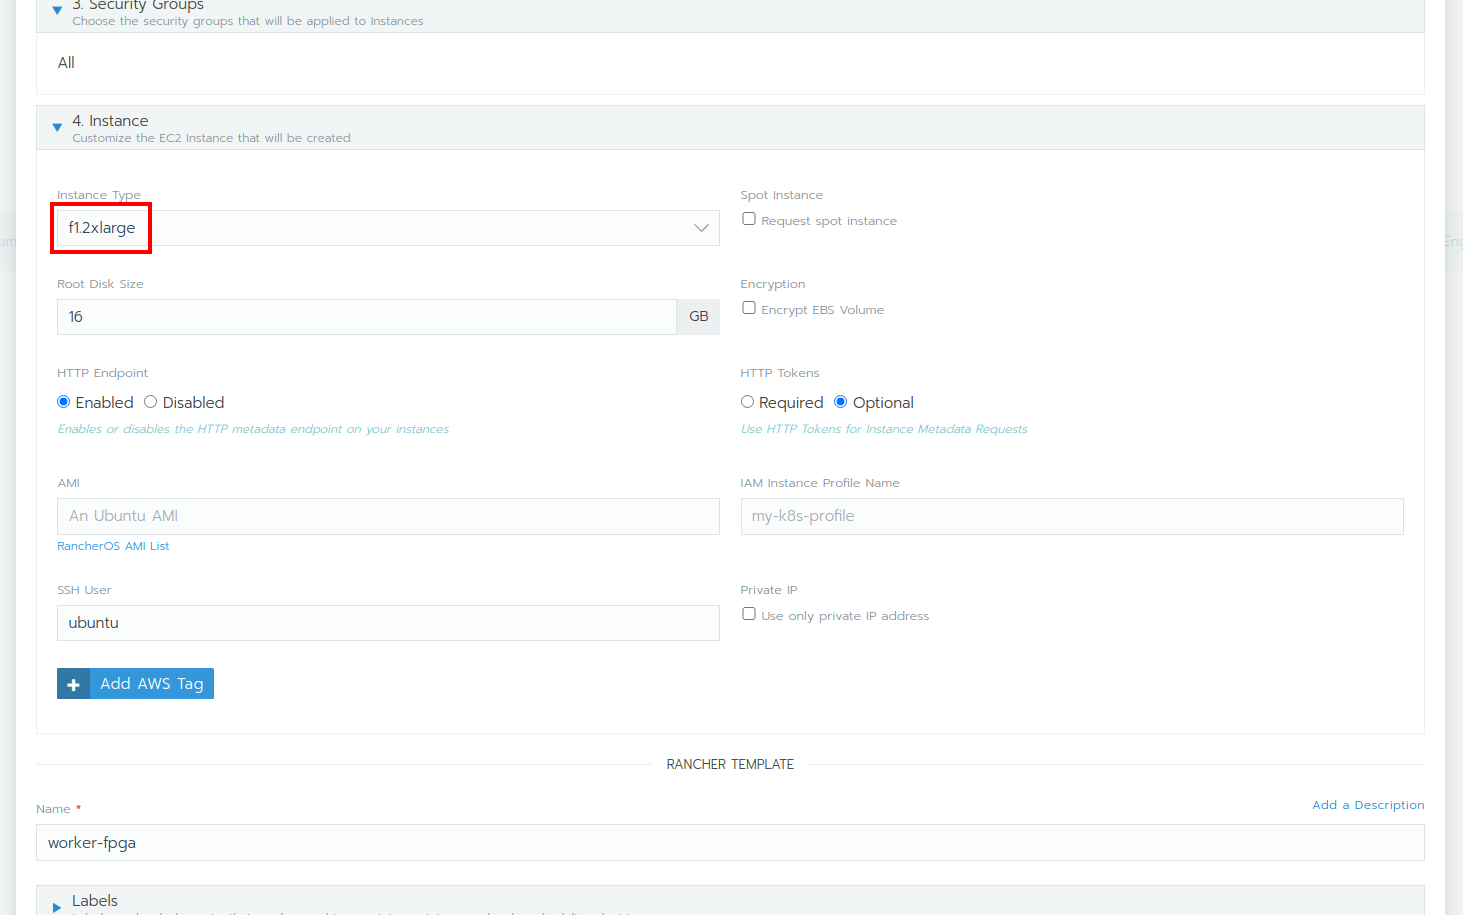 3. Security Groups
Choose the security groups that will be applied to Instances
All
4. Instance
Customize the EC2 Instance that will be created.
Instance Type
f1.2xlarge
Spot Instance
Request spot instance
Root Disk Size
16 GB
Encryption
Encrypt EBS Volume
HTTP Endpoint
Enabled Disabled
Enables or disables the HTTP metadata endpoint on your instances
HTTP Tokens
Required Optional
Use HTTP Tokens for Instance Metadata Requests
AMI
An Ubuntu AMI
RancherOS AMI List
IAM Instance Profile Name
my-k8s-profile
SSH User
ubuntu
Private IP
Use only private IP address
Add AWS Tag
RANCHER TEMPLATE
Name *
Add a Description
worker-fpga
Labels